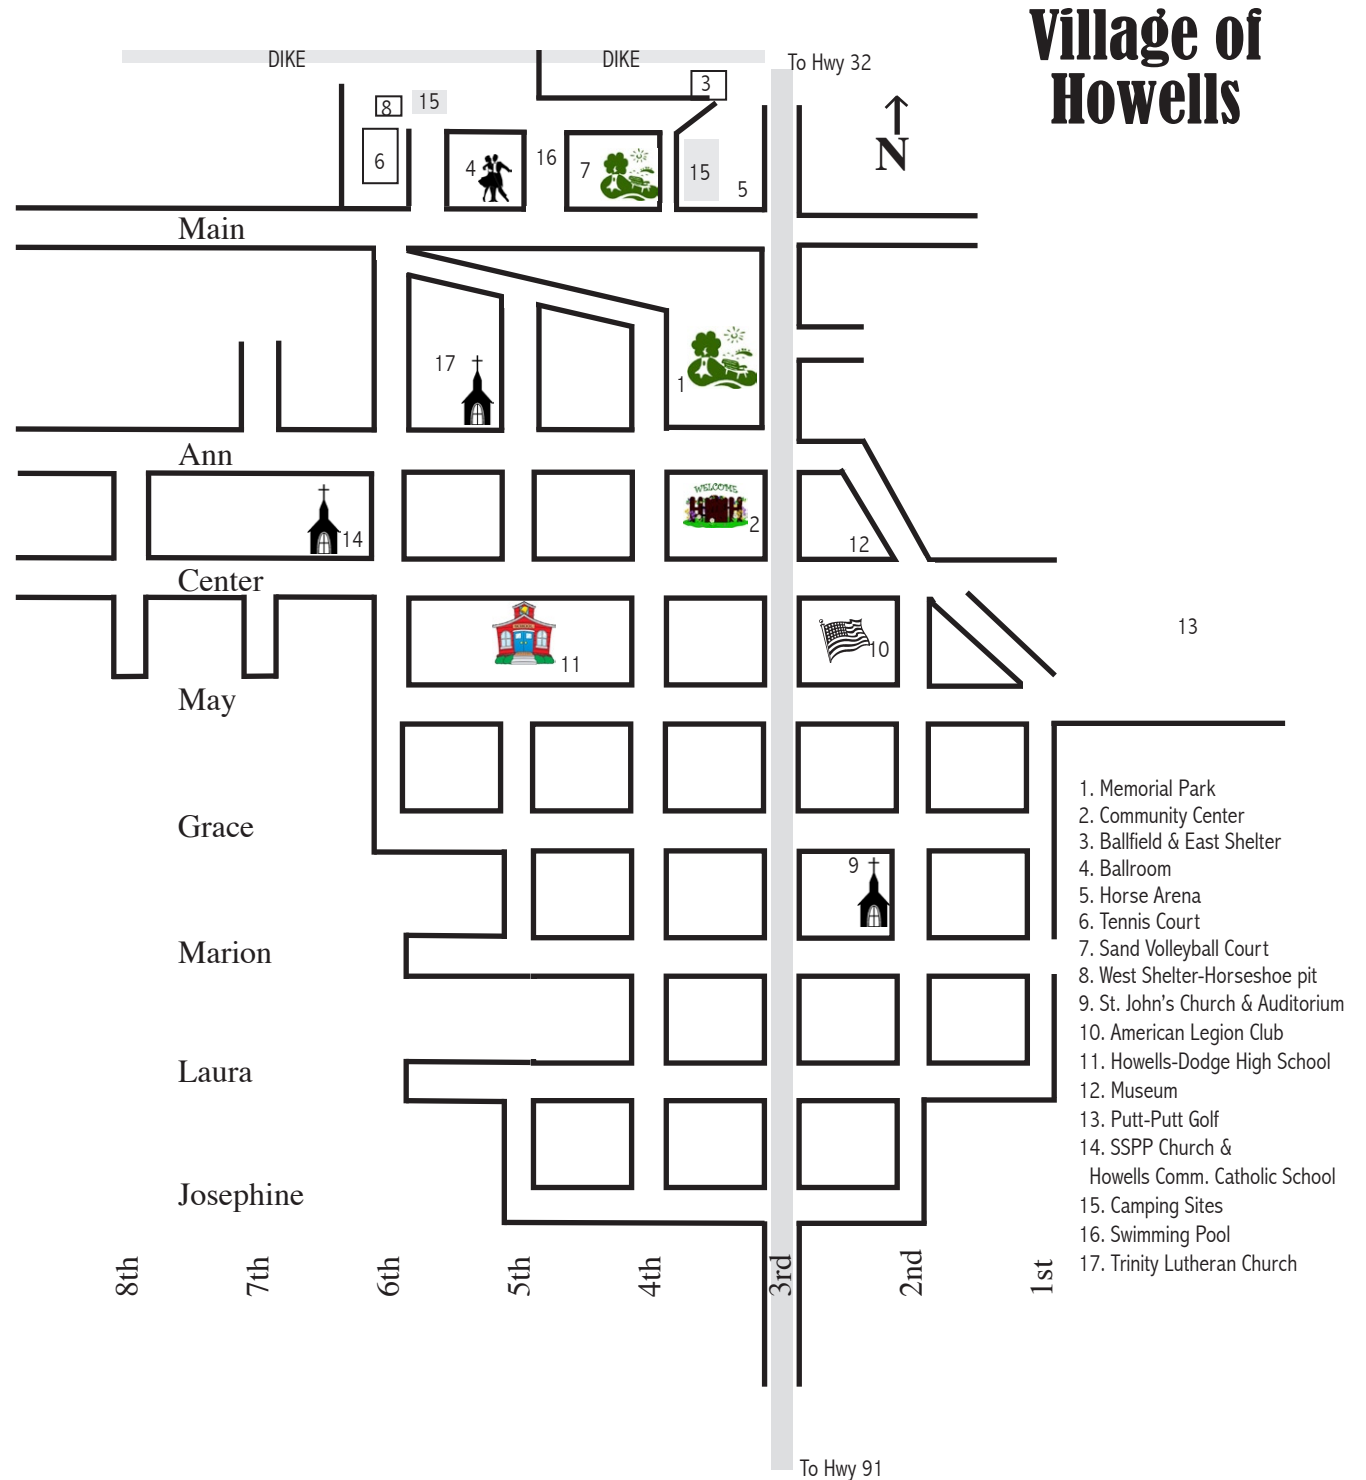 Village of
Howells
DIKE
DIKE
To Hwy 32
3
8
15
N
6
4
16
7
15
5
Main
17
1
Ann
WELCOME
2
14
12
Center
SCHOOL
11
10
13
May
Grace
9
Marion
Laura
Josephine
8th
7th
6th
5th
4th
3rd
2nd
1st
1. Memorial Park
2. Community Center
3. Ballfield & East Shelter
4. Ballroom
5. Horse Arena
6. Tennis Court
7. Sand Volleyball Court
8. West Shelter-Horseshoe pit
9. St. John's Church & Auditorium
10. American Legion Club
11. Howells-Dodge High School
12. Museum
13. Putt-Putt Golf
14. SSPP Church &
Howells Comm. Catholic School
15. Camping Sites
16. Swimming Pool
17. Trinity Lutheran Church
To Hwy 91